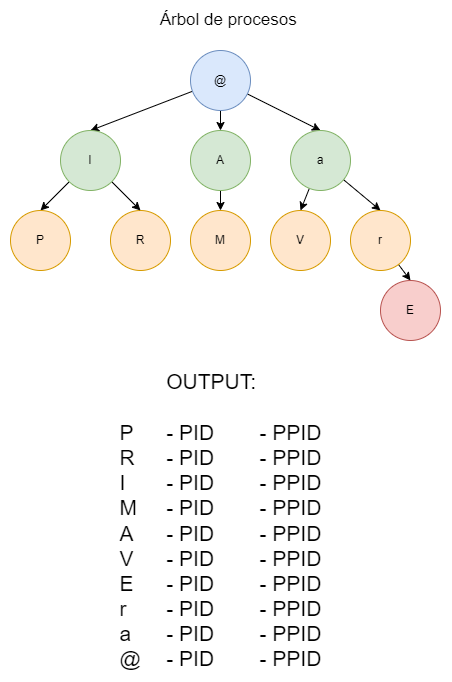 Árbol de procesos
@
I A a
P R M V r
E
OUTPUT:
P - PID - PPID
R - PID - PPID
I - PID - PPID
M - PID - PPID
A - PID - PPID
V - PID - PPID
E - PID - PPID
r - PID - PPID
a - PID - PPID
@ - PID - PPID